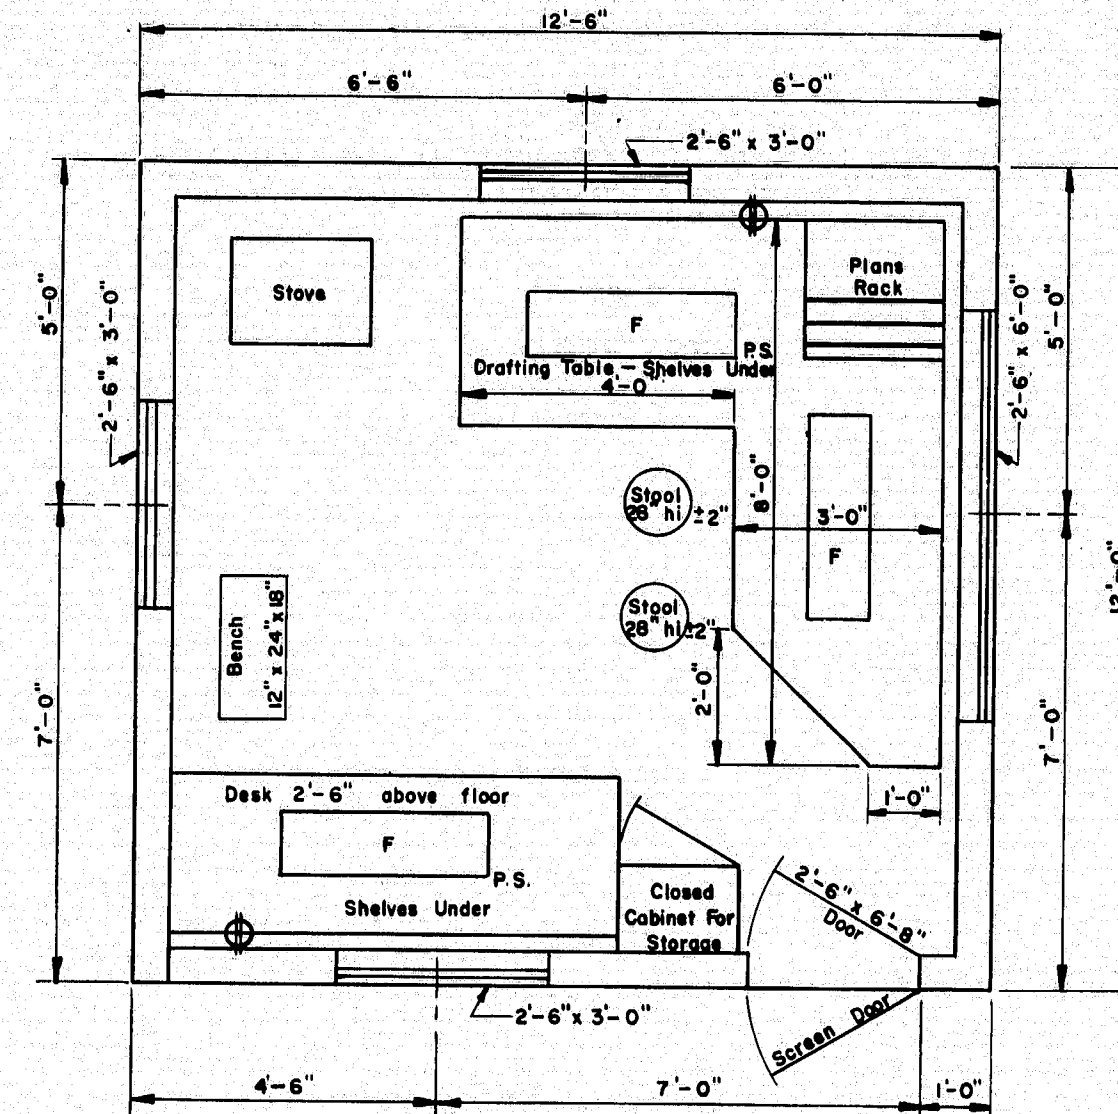 12'-6"
6'-6"
6'-0"
2'-6" x 3'-0"
5'-0"
2'-6" x 3'-0"
Stove
F
P.S.
Drafting Table - Shelves Under
4'-0"
Plans
Rack
2'-6" x 6'-0"
5'-0"
8'-0"
Stool
28" hi ±2"
3'-0"
F
Stool
28" hi ±2"
Bench
12" x 24" x 18"
2'-0"
7'-0"
7'-0"
1'-0"
Desk 2'-6" above floor
F
P.S.
Shelves Under
Closed
Cabinet For
Storage
2'-6" x 6'-8"
Door
Screen Door
2'-6" x 3'-0"
4'-6"
7'-0"
1'-0"